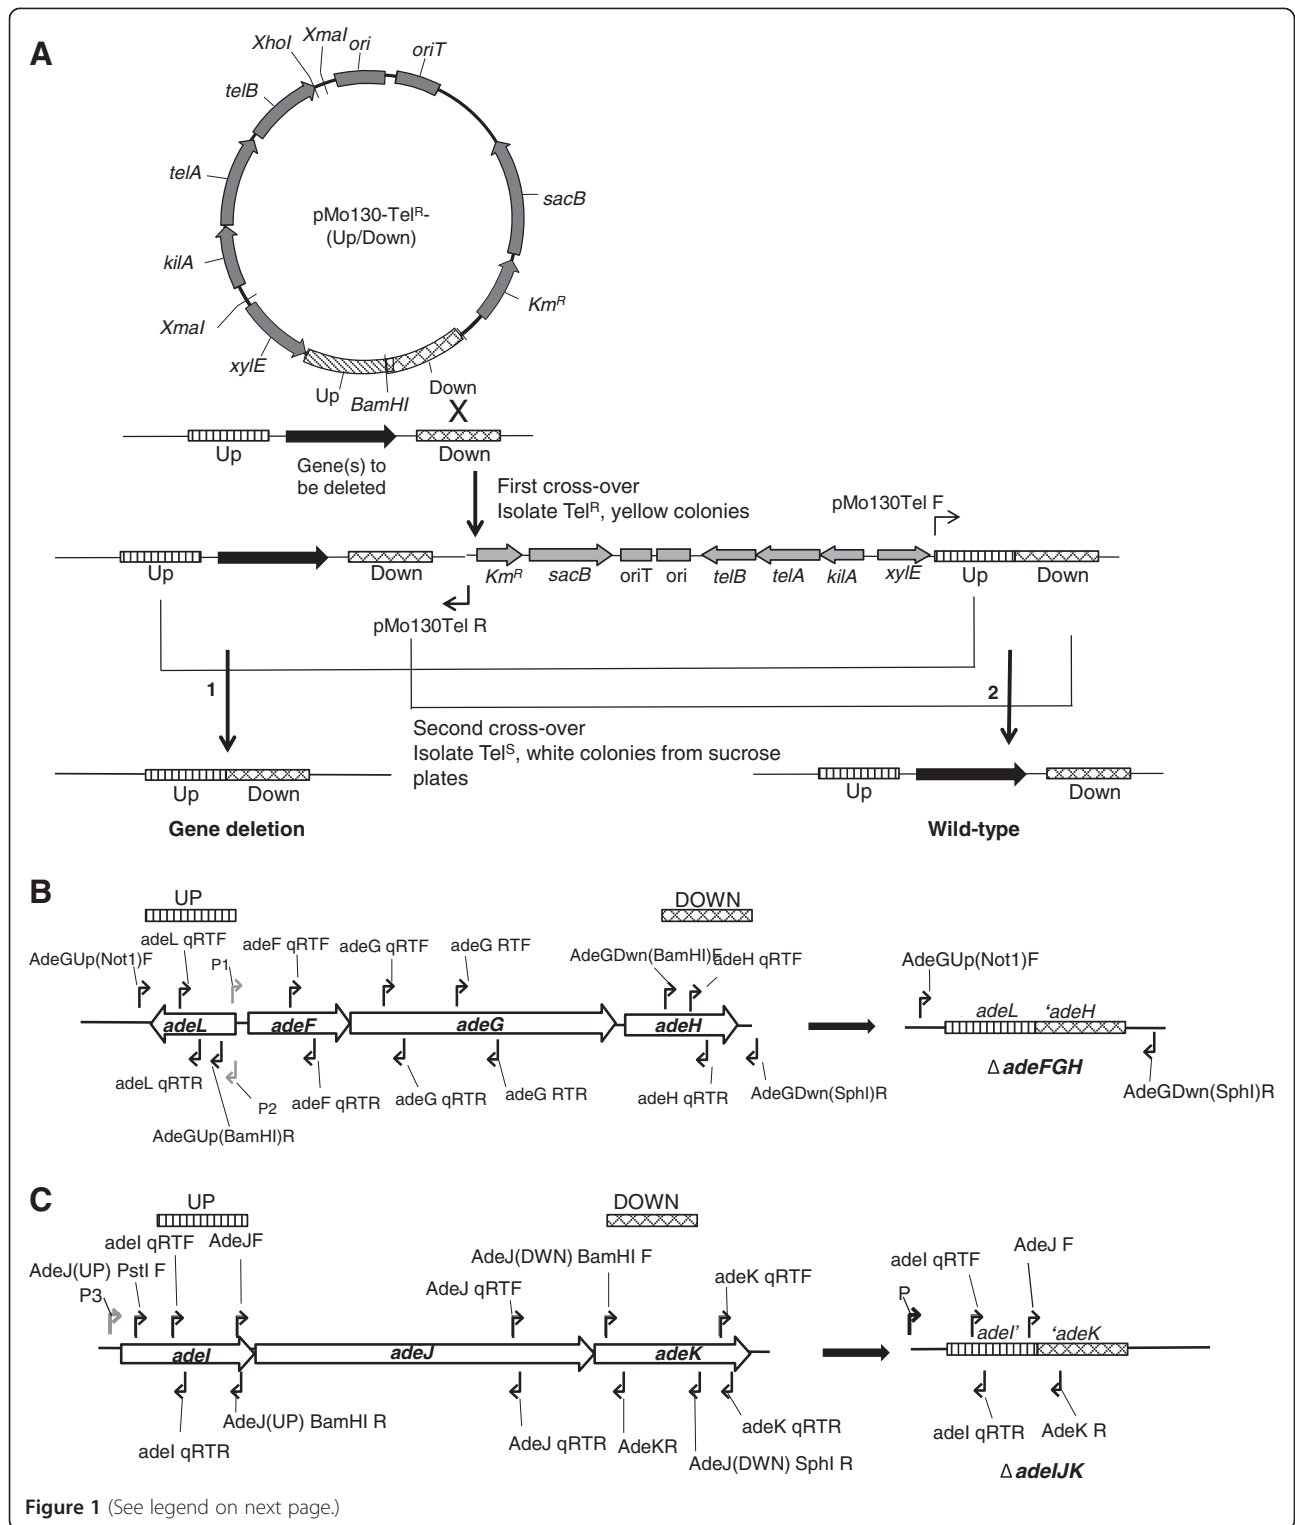 A
XhoI
XmaI
ori
oriT
telB
telA
sacB
pMo130-TelR-
(Up/Down)
kilA
KmR
XmaI
xylE
Up
BamHI
Down
X
Up
Gene(s) to
be deleted
Down
First cross-over
Isolate TelR, yellow colonies
pMo130Tel F
Up
Down
KmR
sacB
oriT
ori
telB
telA
kilA
xylE
Up
Down
pMo130Tel R
1
2
Second cross-over
Isolate TelS, white colonies from sucrose
plates
Up
Down
Up
Down
Gene deletion
Wild-type
B
UP
DOWN
adeL qRTF
adeF qRTF
adeG qRTF
adeG RTF
AdeGUp(Not1)F
P1
AdeGDwn(BamHI)F
adeH qRTF
AdeGUp(Not1)F
adeL
adeF
adeG
adeH
adeL
‘adeH
adeL qRTR
P2
adeF qRTR
adeG qRTR
adeG RTR
adeH qRTR
AdeGDwn(SphI)R
Δ adeFGH
AdeGDwn(SphI)R
AdeGUp(BamHI)R
C
UP
DOWN
adeI qRTF
AdeJF
AdeJ(UP) PstI F
P3
AdeJ(DWN) BamHI F
AdeJ qRTF
adeK qRTF
adeI qRTF
AdeJ F
P
adeI
adeJ
adeK
adeI’
‘adeK
AdeJ(UP) BamHI R
adeI qRTR
AdeJ qRTR
AdeKR
adeK qRTR
AdeJ(DWN) SphI R
adeI qRTR
AdeK R
Δ adeIJK
Figure 1 (See legend on next page.)